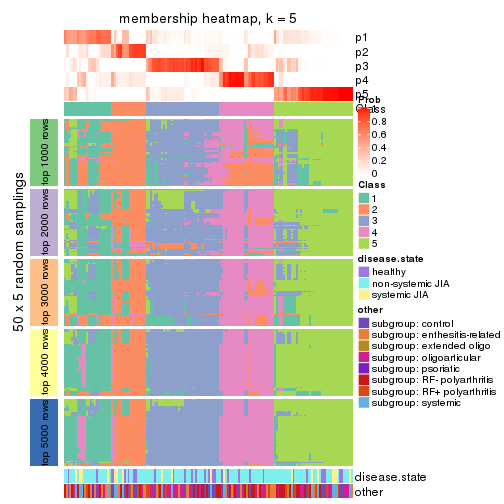 membership heatmap, k = 5
p1
p2
p3
p4
p5
Class
50 x 5 random samplings
top 1000 rows
top 2000 rows
top 3000 rows
top 4000 rows
top 5000 rows
Prob
1
0.8
0.6
0.4
0.2
0
Class
1
2
3
4
5
disease.state
healthy
non-systemic JIA
systemic JIA
other
subgroup: control
subgroup: enthesitis-related
subgroup: extended oligo
subgroup: oligoarticular
subgroup: psoriatic
subgroup: RF- polyarthritis
subgroup: RF+ polyarthritis
subgroup: systemic
disease.state
other